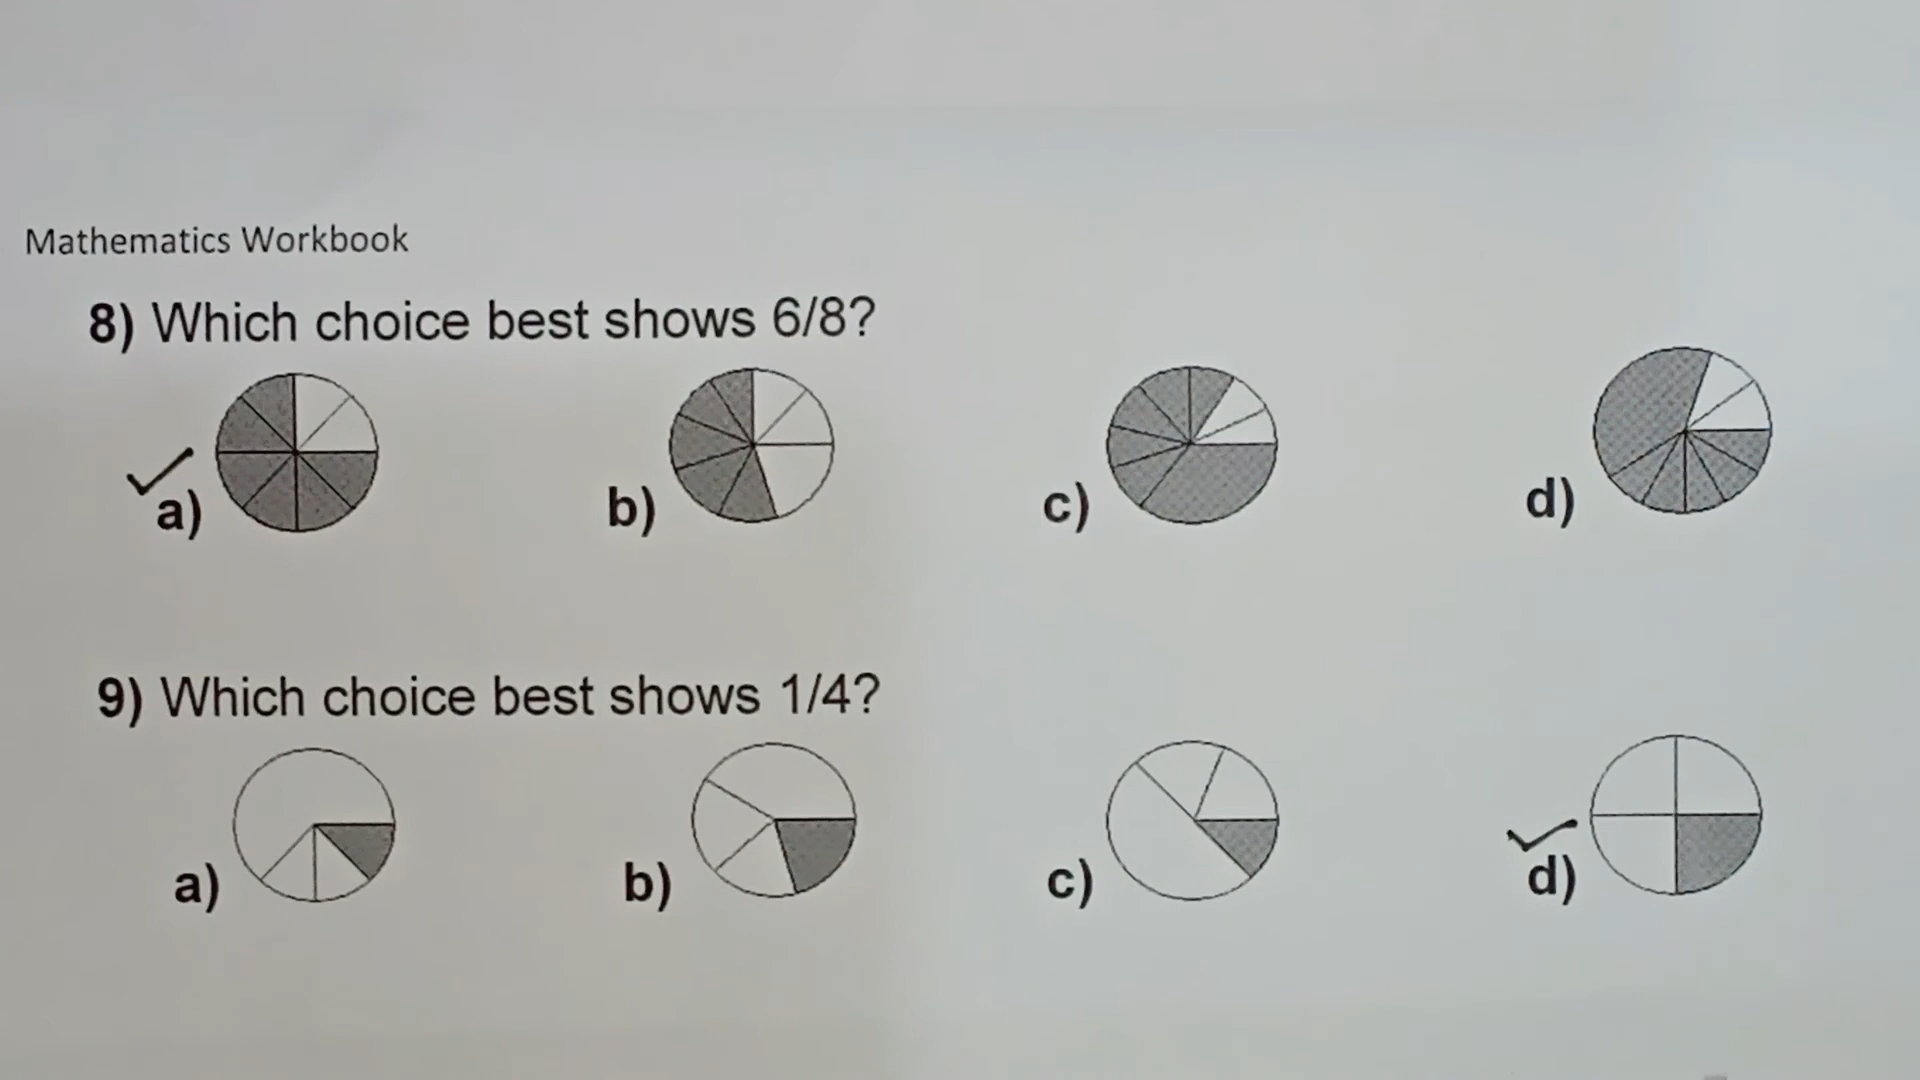 Mathematics Workbook
8) Which choice best shows 6/8?
a) b) c) d)
9) Which choice best shows 1/4?
a) b) c) d)